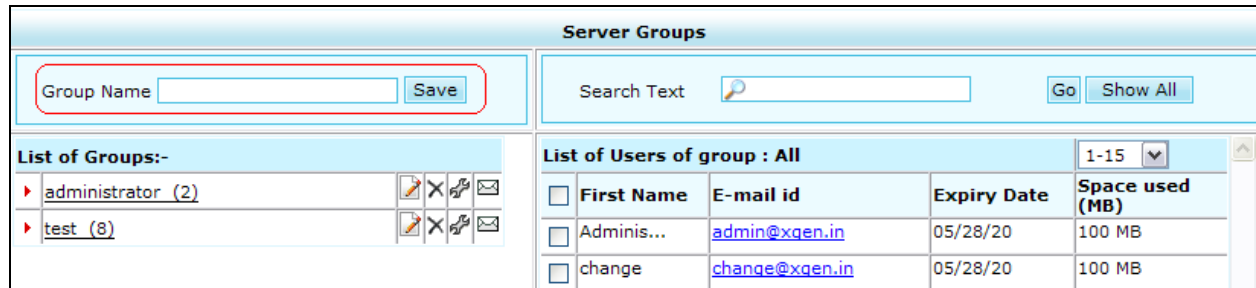 Server Groups
Group Name Save
Search Text Go Show All
List of Groups:-
administrator (2)
test (8)
List of Users of group : All 1-15
First Name E-mail id Expiry Date Space used (MB)
Adminis... admin@xgen.in 05/28/20 100 MB
change change@xgen.in 05/28/20 100 MB